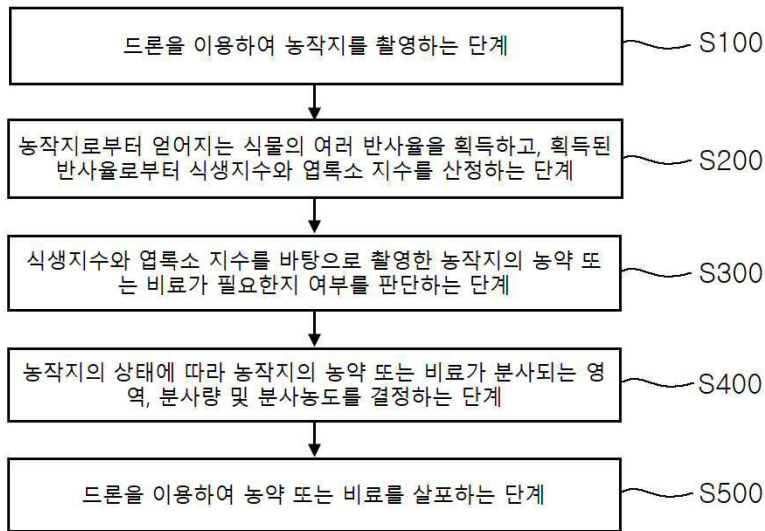 드론을 이용하여 농작지를 촬영하는 단계
S100
농작지로부터 얻어지는 식물의 여러 반사율을 획득하고, 획득된
반사율로부터 식생지수와 엽록소 지수를 산정하는 단계
S200
식생지수와 엽록소 지수를 바탕으로 촬영한 농작지의 농약 또
는 비료가 필요한지 여부를 판단하는 단계
S300
농작지의 상태에 따라 농작지의 농약 또는 비료가 분사되는 영
역, 분사량 및 분사농도를 결정하는 단계
S400
드론을 이용하여 농약 또는 비료를 살포하는 단계
S500